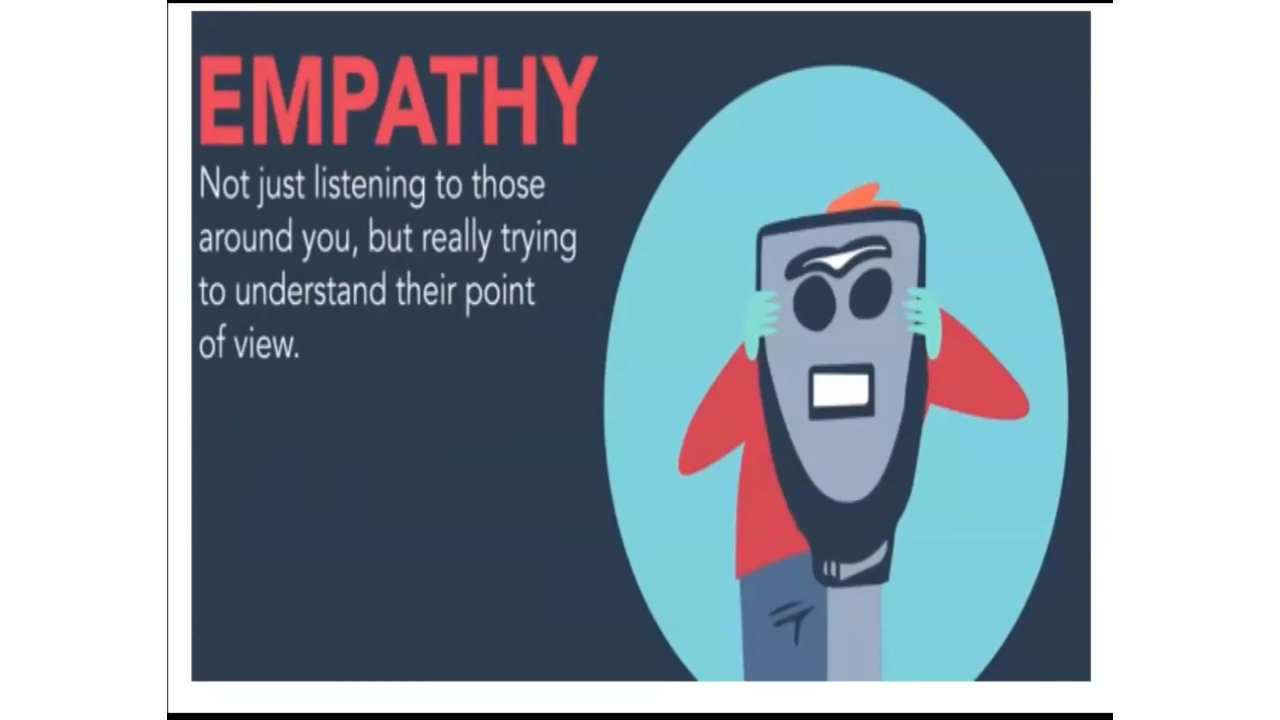 EMPATHY
Not just listening to those
around you, but really trying
to understand their point
of view.